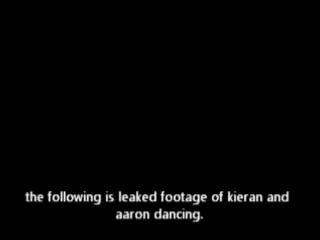 the following is leaked footage of kieran and
aaron dancing.